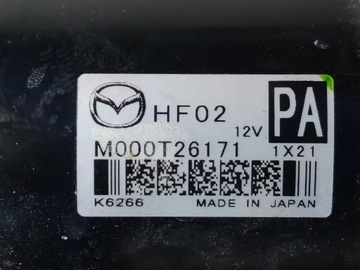 HF02
12V
PA
M000T26171 1X21
K6266 MADE IN JAPAN